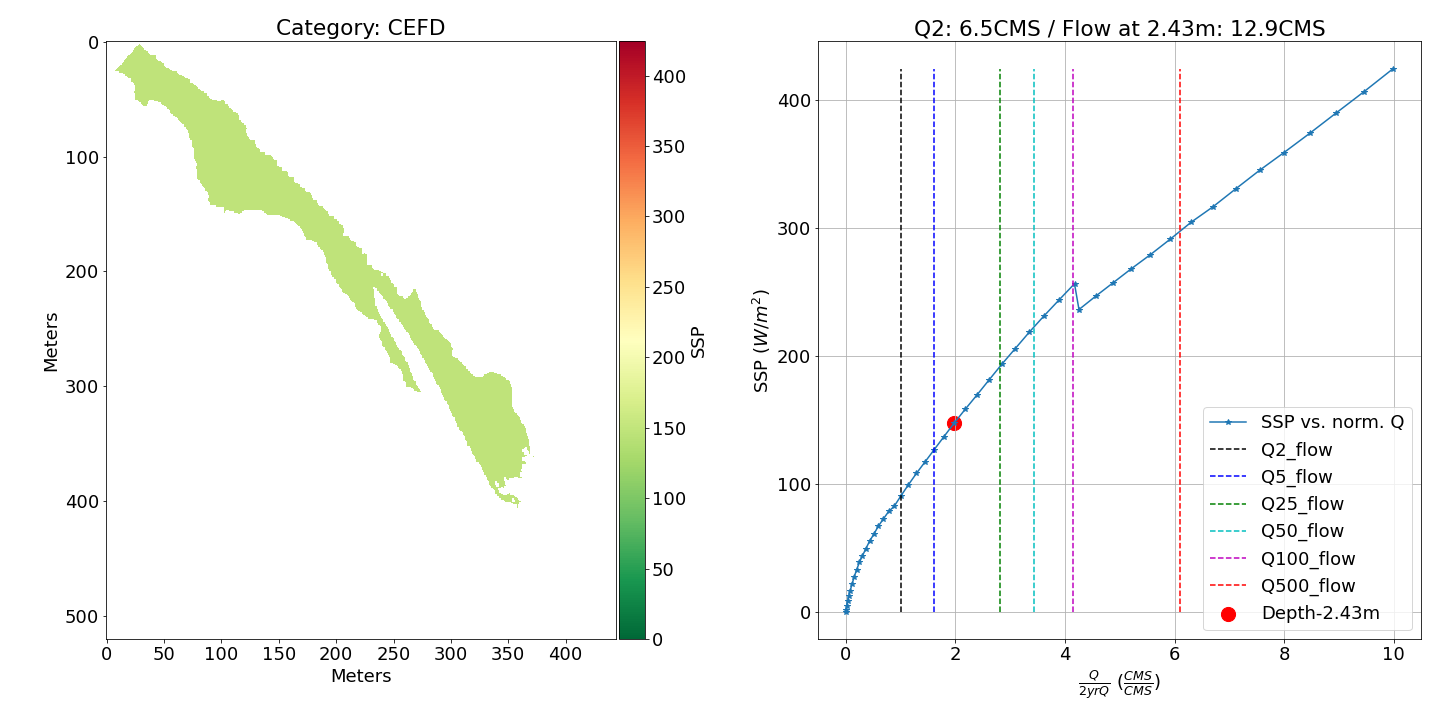 Category: CEFD
0
100
200
300
400
500
Meters
0
50
100
150
200
250
300
350
400
Meters
400
350
300
250
200
150
100
50
0
SSP
Q2: 6.5CMS / Flow at 2.43m: 12.9CMS
400
300
200
100
0
SSP (W/m²)
0
2
4
6
8
10
Q/2yrQ (CMS/CMS)
SSP vs. norm. Q
Q2_flow
Q5_flow
Q25_flow
Q50_flow
Q100_flow
Q500_flow
Depth-2.43m